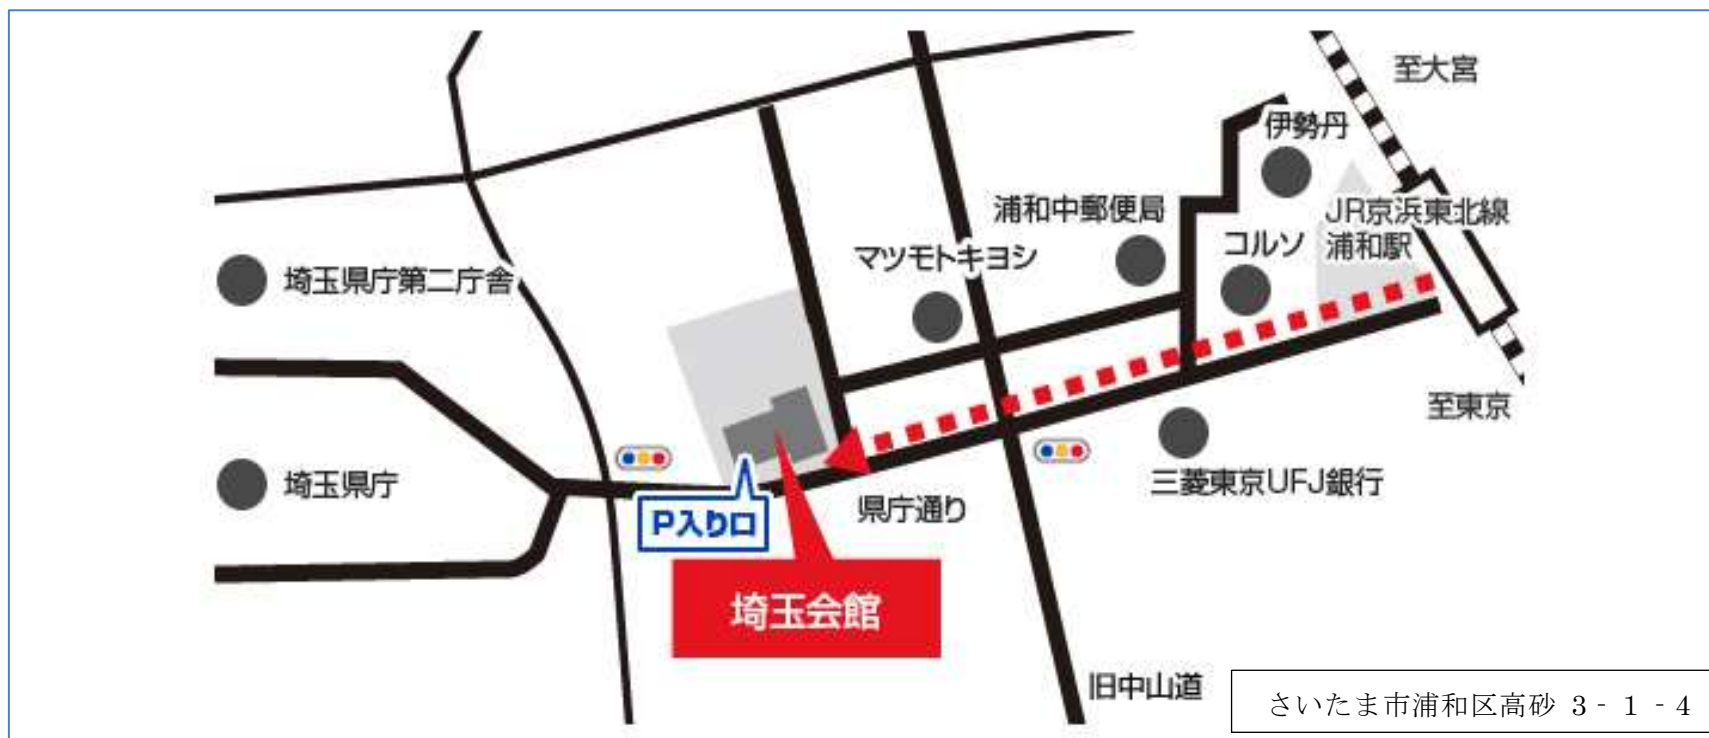 至大宮
伊勢丹
浦和中郵便局
JR京浜東北線
浦和駅
コルソ
マツモトキヨシ
埼玉県庁第二庁舎
至東京
埼玉県庁
三菱東京UFJ銀行
県庁通り
P入り口
埼玉会館
旧中山道
さいたま市浦和区高砂 3‐1‐4